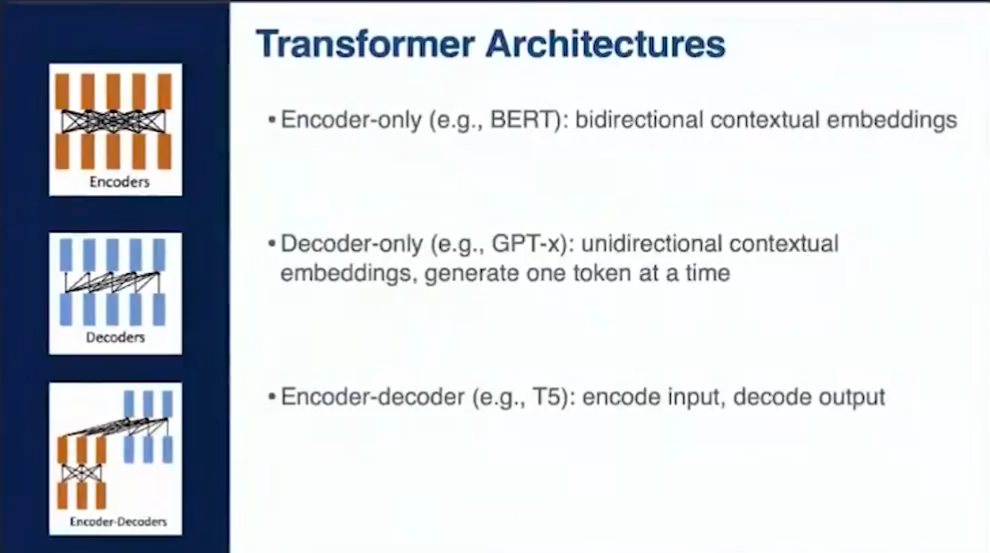 Transformer Architectures
Encoders
• Encoder-only (e.g., BERT): bidirectional contextual embeddings
Decoders
• Decoder-only (e.g., GPT-x): unidirectional contextual
embeddings, generate one token at a time
Encoder-Decoders
• Encoder-decoder (e.g., T5): encode input, decode output